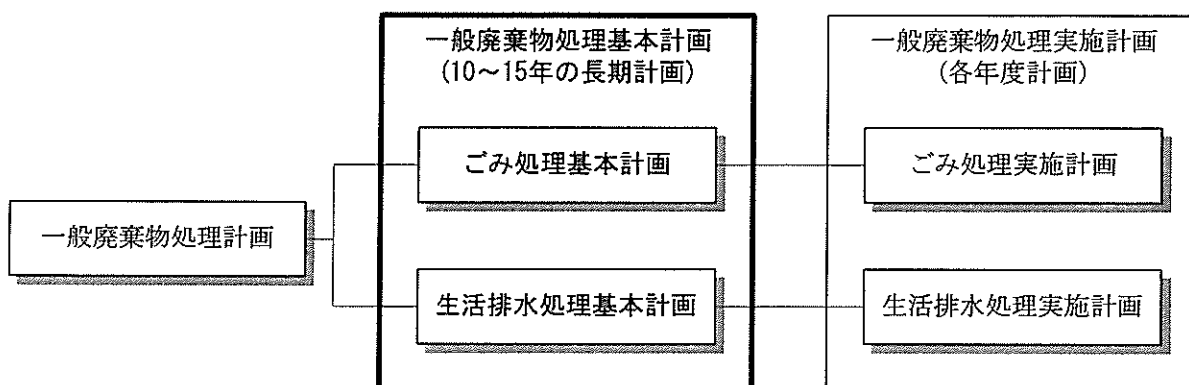 一般廃棄物処理基本計画
(10～15年の長期計画)
一般廃棄物処理実施計画
(各年度計画)
ごみ処理基本計画
ごみ処理実施計画
一般廃棄物処理計画
生活排水処理基本計画
生活排水処理実施計画